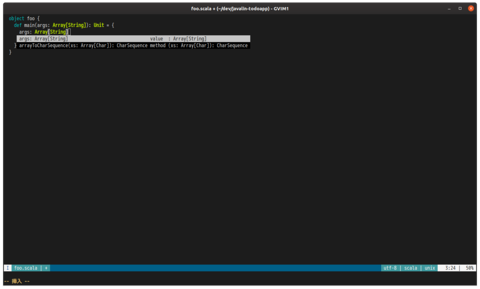 foo.scala + (~/dev/javalin-todoapp) - GVIM1
object foo {
def main(args: Array[String]): Unit = {
args: Array[String]
args: Array[String] value : Array[String]
} arrayToCharSequence(xs: Array[Char]): CharSequence method (xs: Array[Char]): CharSequence
}
I foo.scala | + utf-8 | scala | unix 3:24 | 50%
-- 挿入 --